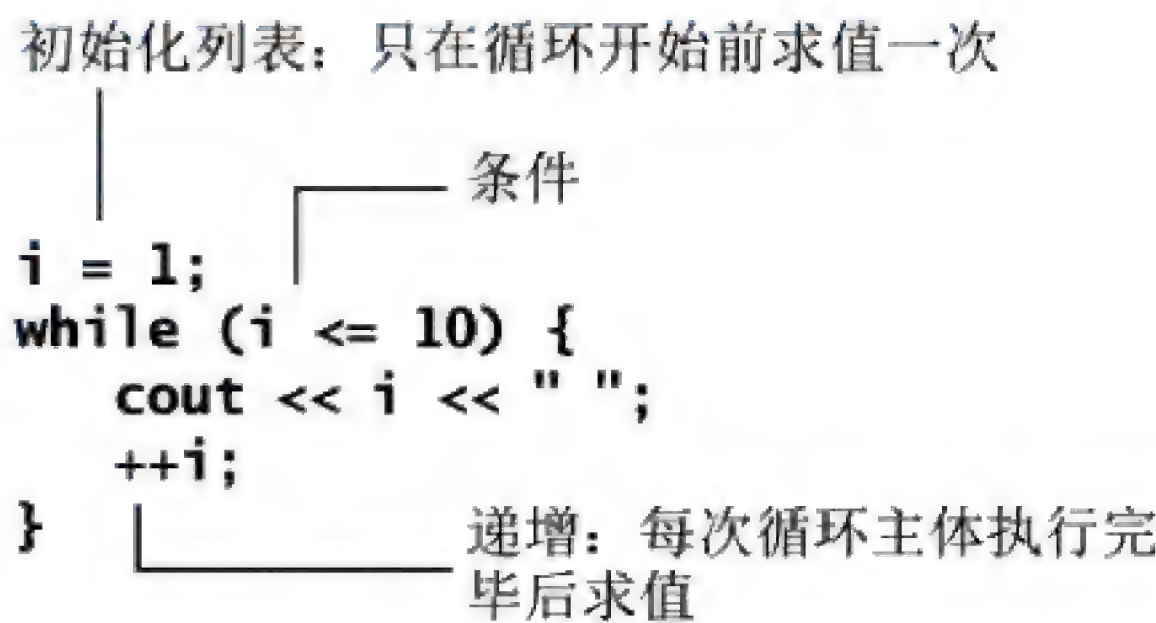 初始化列表：只在循环开始前求值一次
条件
i = 1;
while (i <= 10) {
cout << i << " ";
++i;
}
递增：每次循环主体执行完
毕后求值